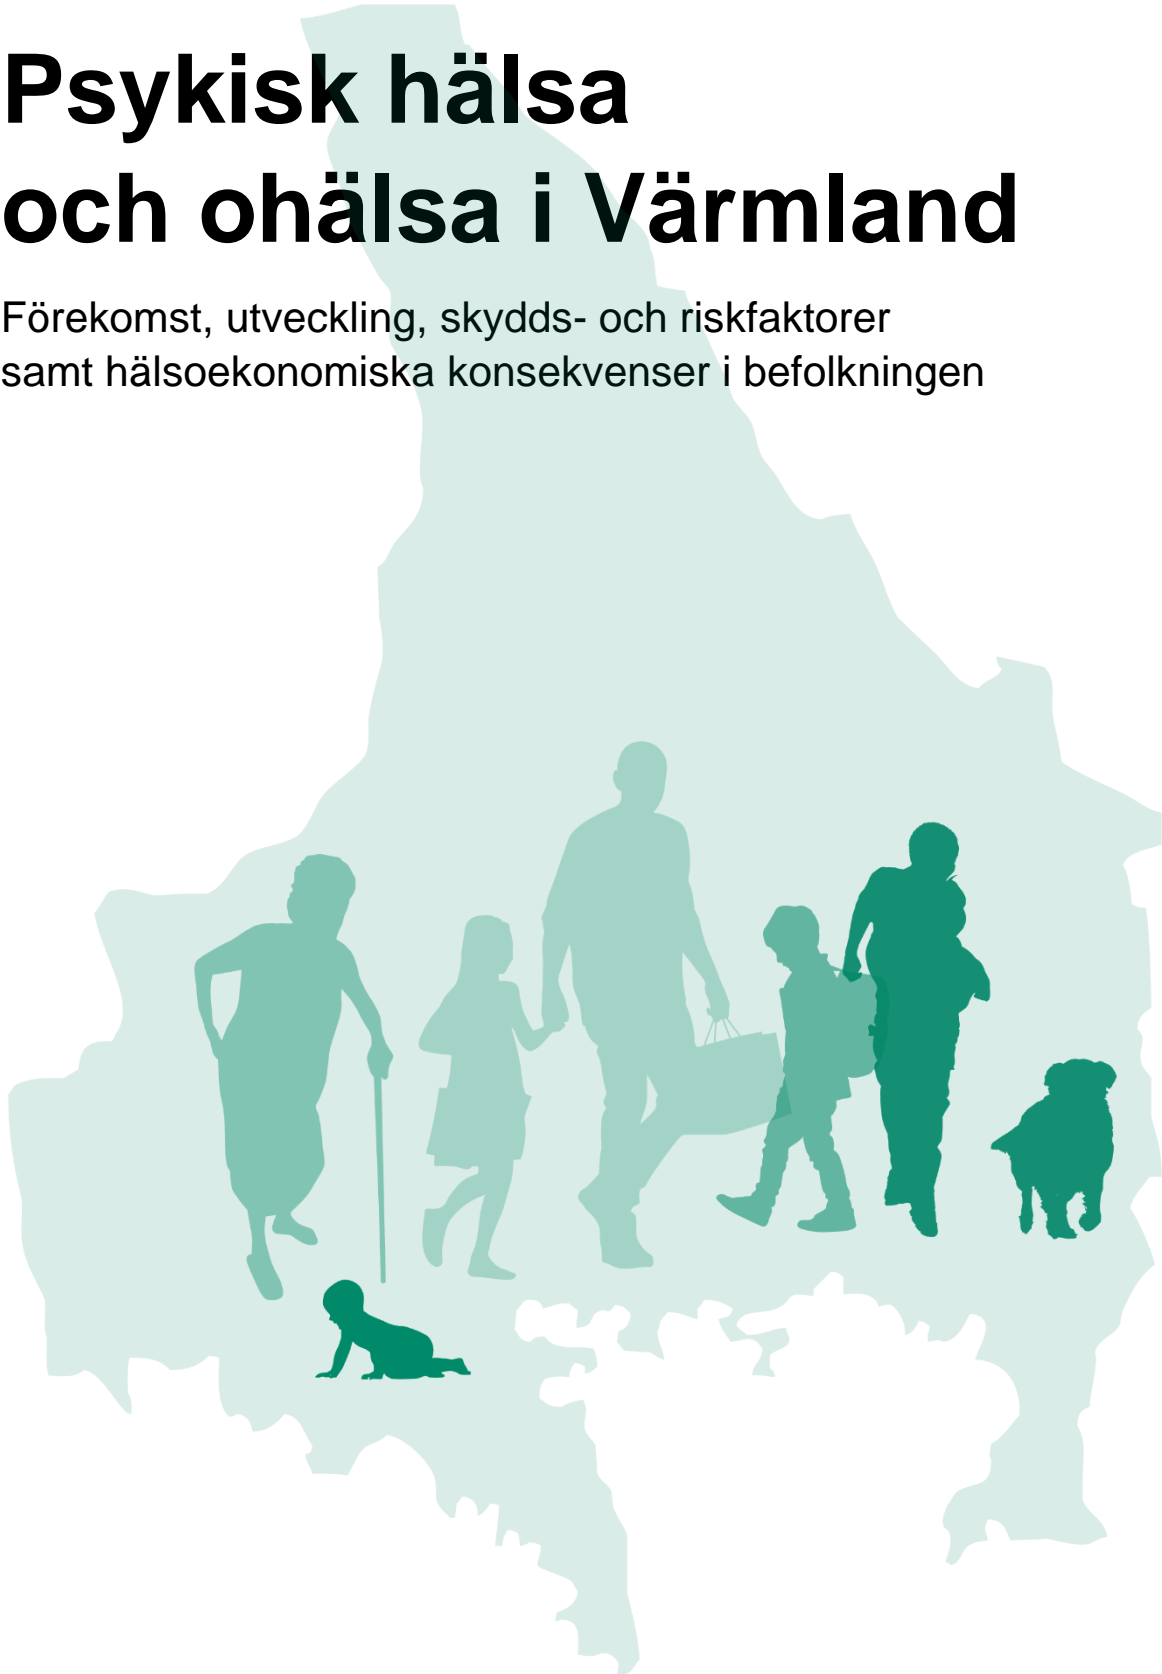 Psykisk hälsa
och ohälsa i Värmland
Förekomst, utveckling, skydds- och riskfaktorer
samt hälsoekonomiska konsekvenser i befolkningen